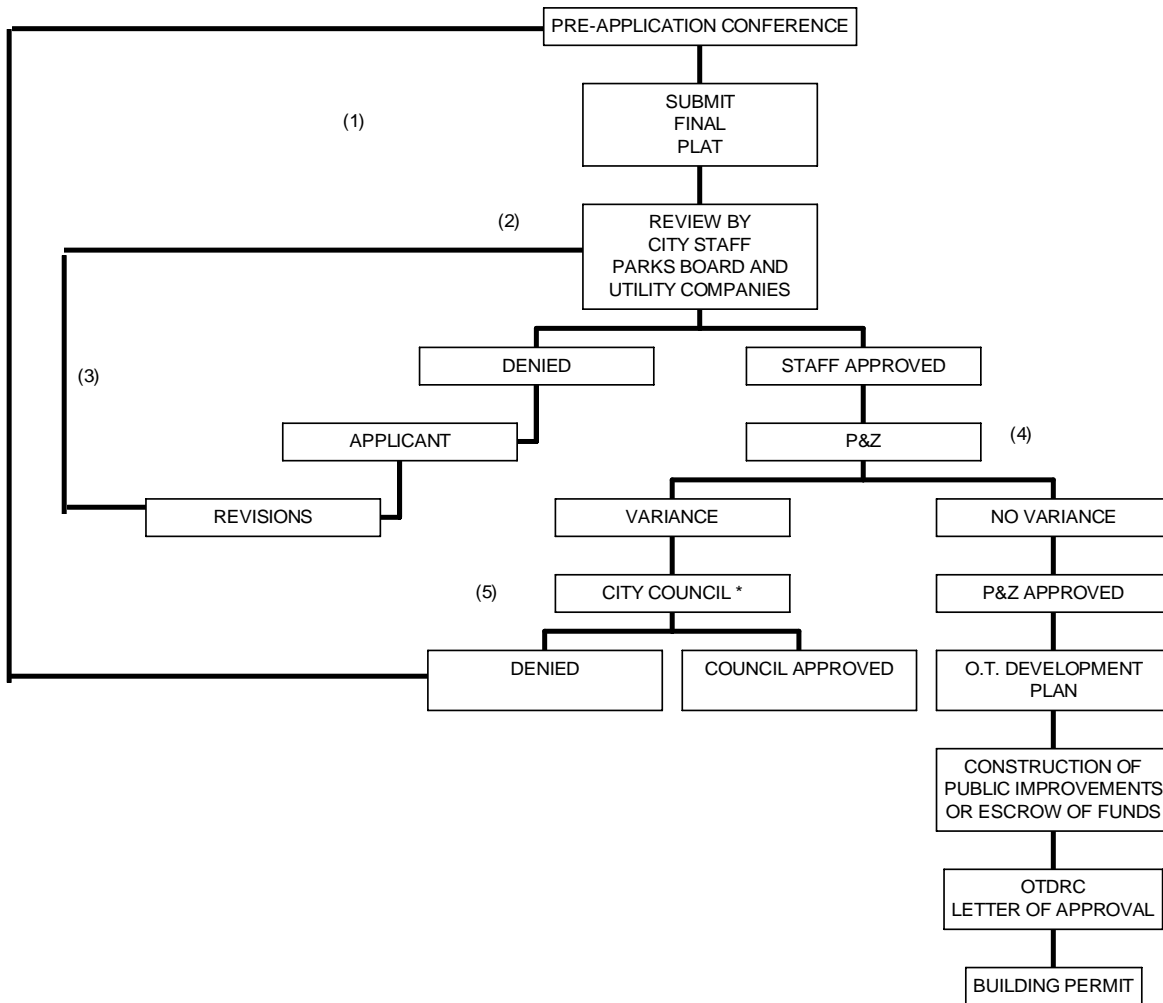 PRE-APPLICATION CONFERENCE
SUBMIT
FINAL
PLAT
(1)
(2)
REVIEW BY
CITY STAFF
PARKS BOARD AND
UTILITY COMPANIES
DENIED
STAFF APPROVED
(3)
APPLICANT
P&Z
(4)
REVISIONS
VARIANCE
NO VARIANCE
(5)
CITY COUNCIL *
P&Z APPROVED
DENIED
COUNCIL APPROVED
O.T. DEVELOPMENT
PLAN
CONSTRUCTION OF
PUBLIC IMPROVEMENTS
OR ESCROW OF FUNDS
OTDRC
LETTER OF APPROVAL
BUILDING PERMIT